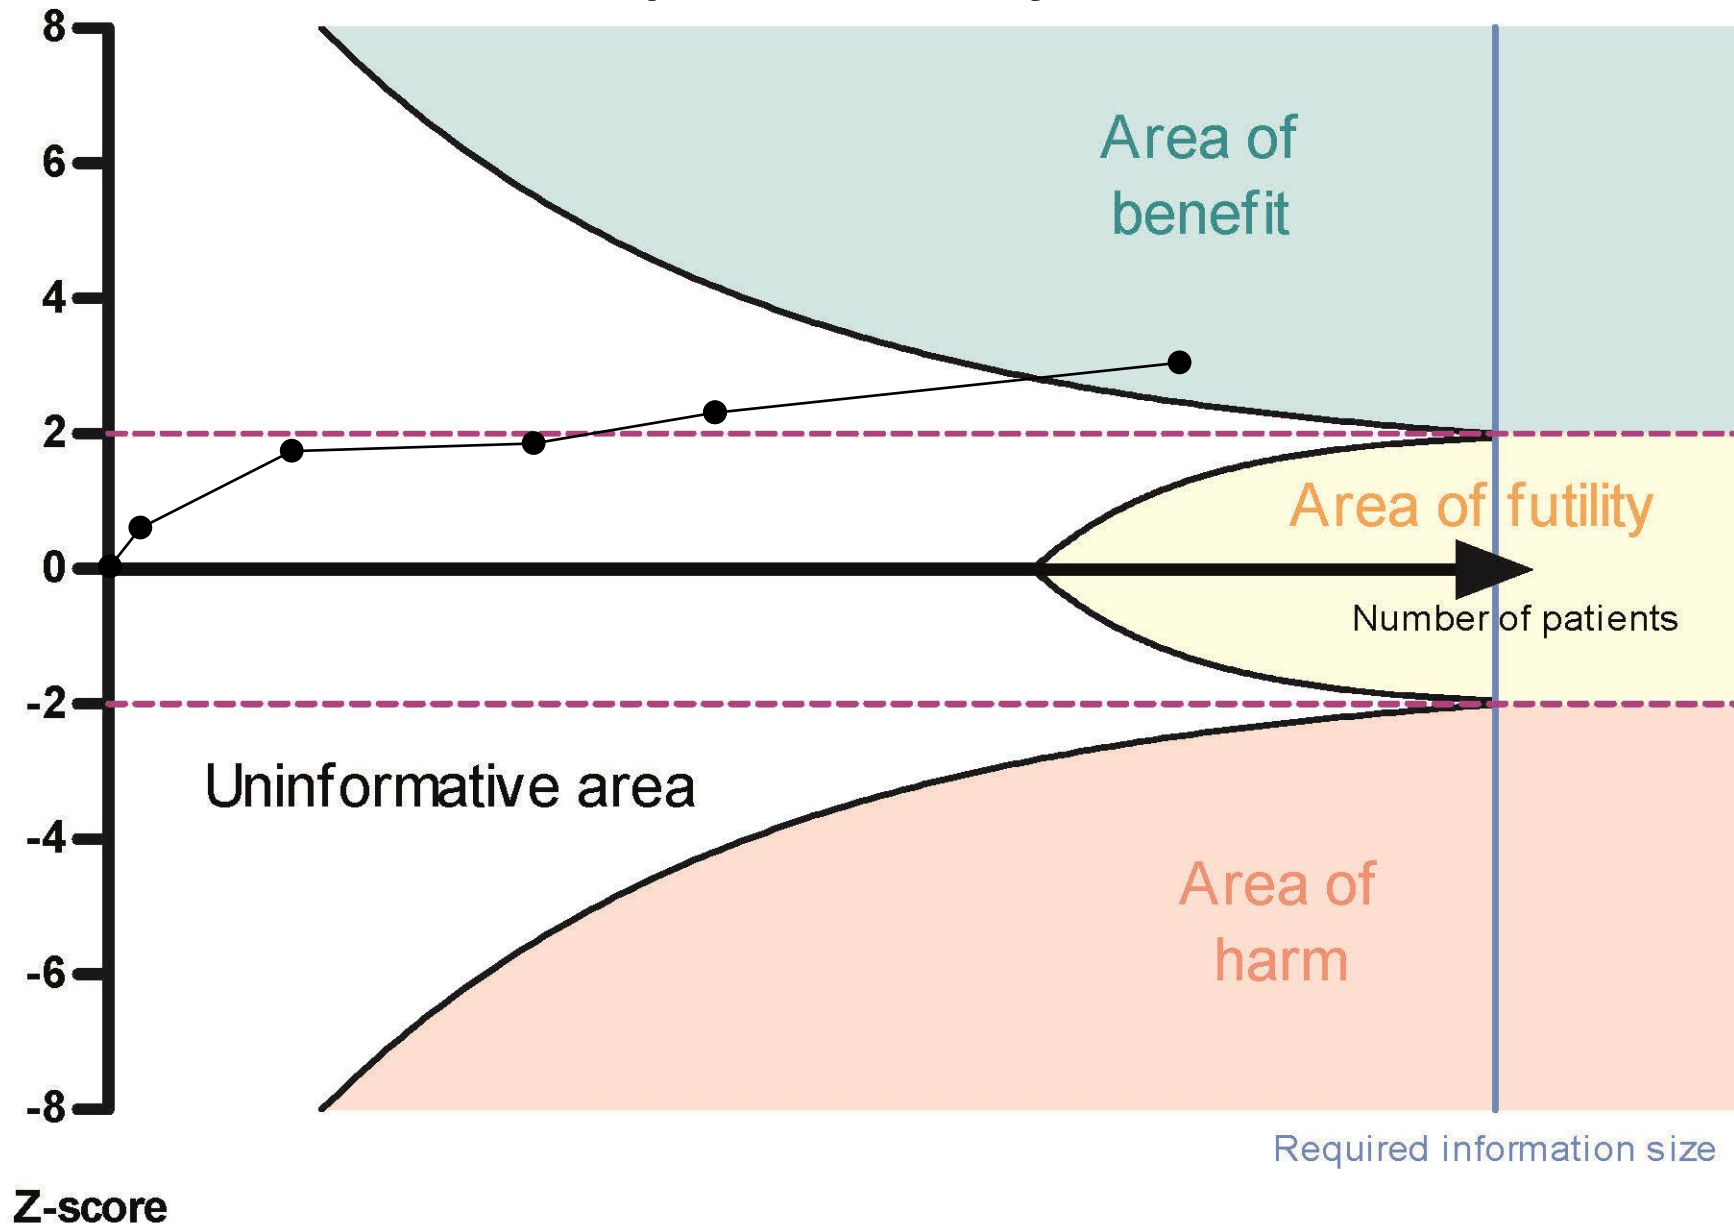 8
6
4
2
0
-2
-4
-6
-8
Area of
benefit
Area of futility
Number of patients
Uninformative area
Area of
harm
Required information size
Z-score